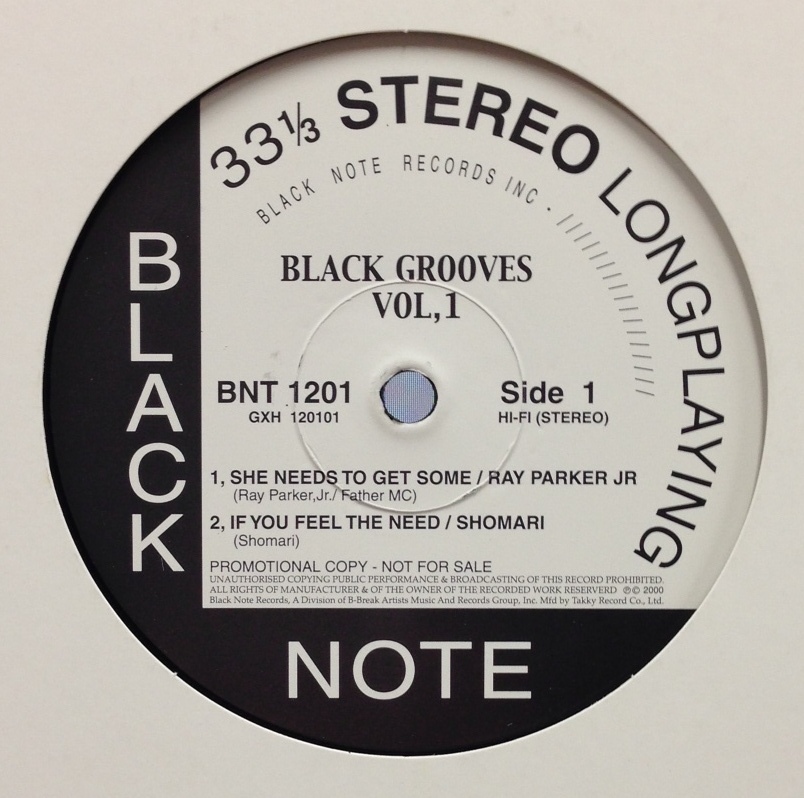 33⅓ STEREO LONGPLAYING
BLACK NOTE RECORDS INC -
BLACK GROOVES
VOL,1
BNT 1201
GXH 120101
Side 1
HI-FI (STEREO)
1, SHE NEEDS TO GET SOME / RAY PARKER JR
(Ray Parker,Jr./ Father MC)
2, IF YOU FEEL THE NEED / SHOMARI
(Shomari)
PROMOTIONAL COPY - NOT FOR SALE
UNAUTHORISED COPYING PUBLIC PERFORMANCE & BROADCASTING OF THIS RECORD PROHIBITED.
ALL RIGHTS OF MANUFACTURER & OF THE OWNER OF THE RECORDED WORK RESERVERD ℗© 2000
Black Note Records, A Division of B-Break Artists Music And Records Group, Inc. Mfd by Takky Record Co., Ltd.
BLACK
NOTE